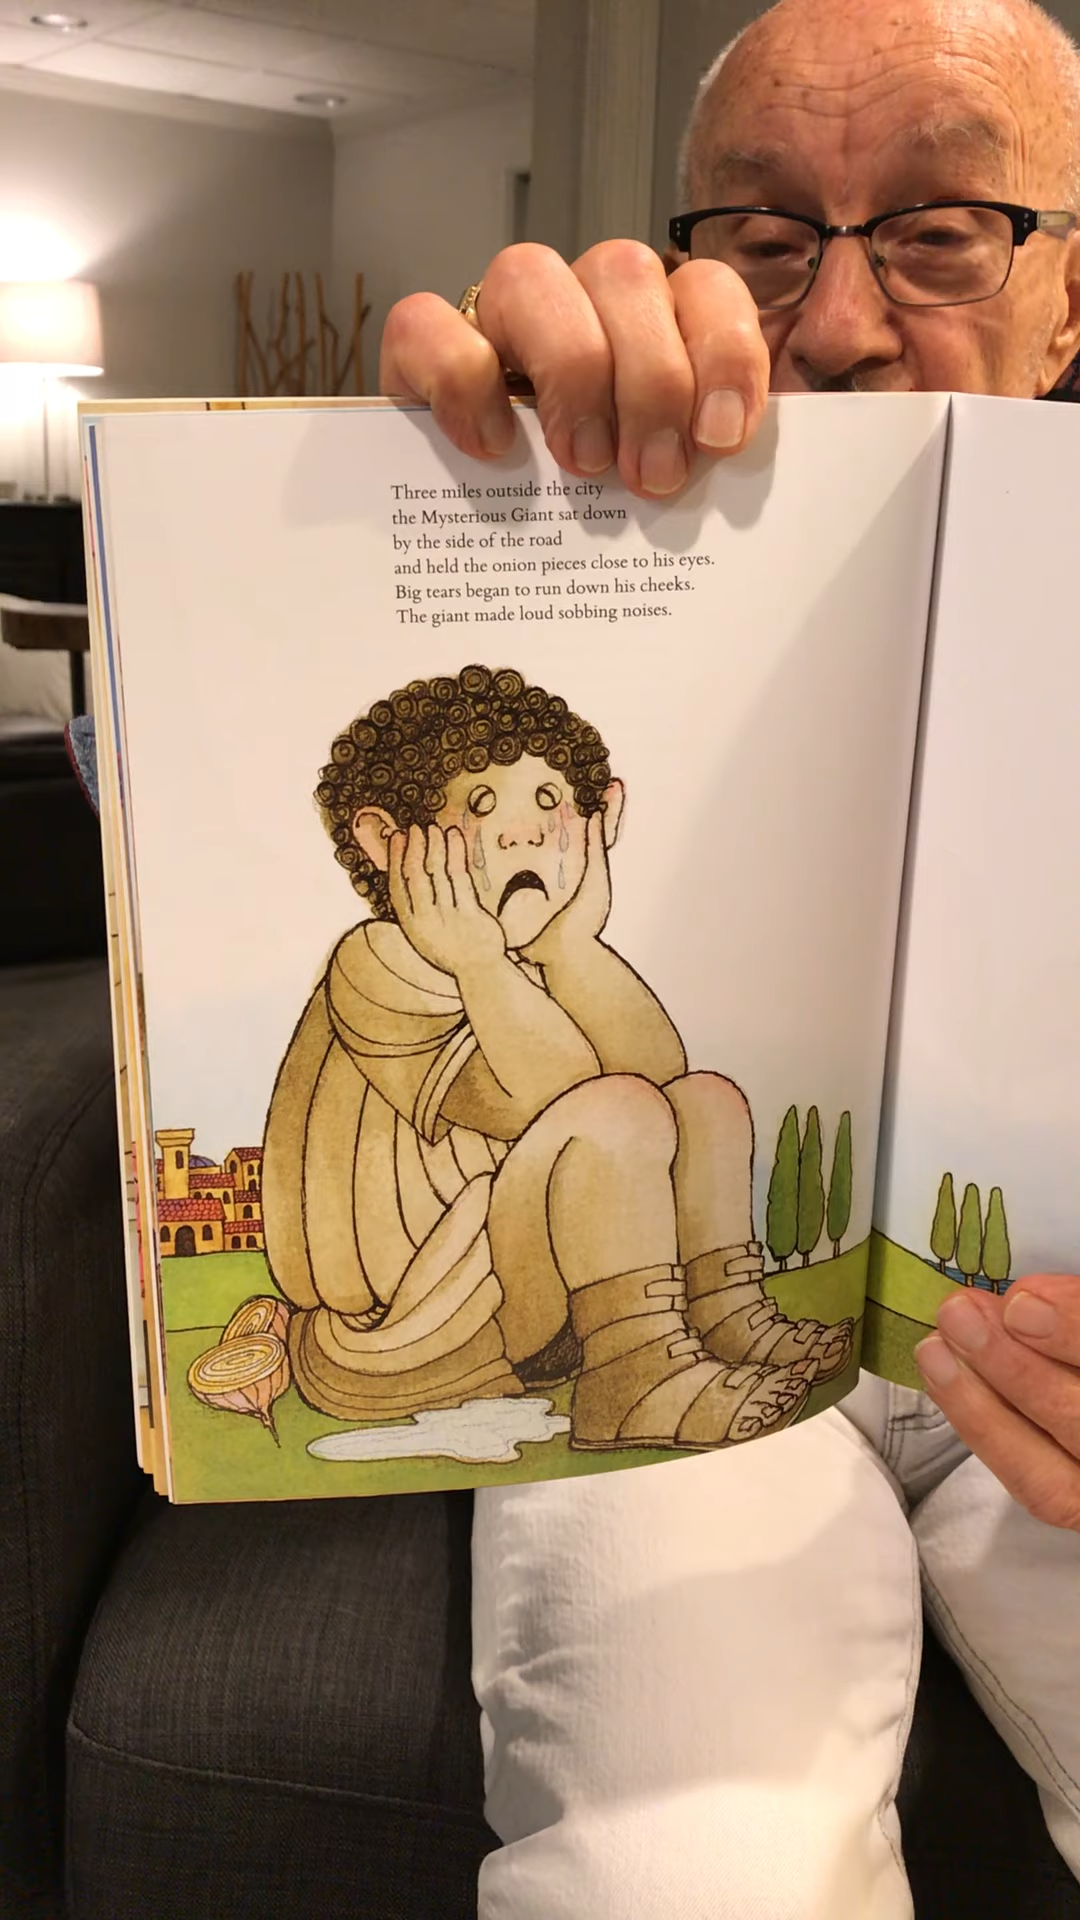 Three miles outside the city
the Mysterious Giant sat down
by the side of the road
and held the onion pieces close to his eyes.
Big tears began to run down his cheeks.
The giant made loud sobbing noises.